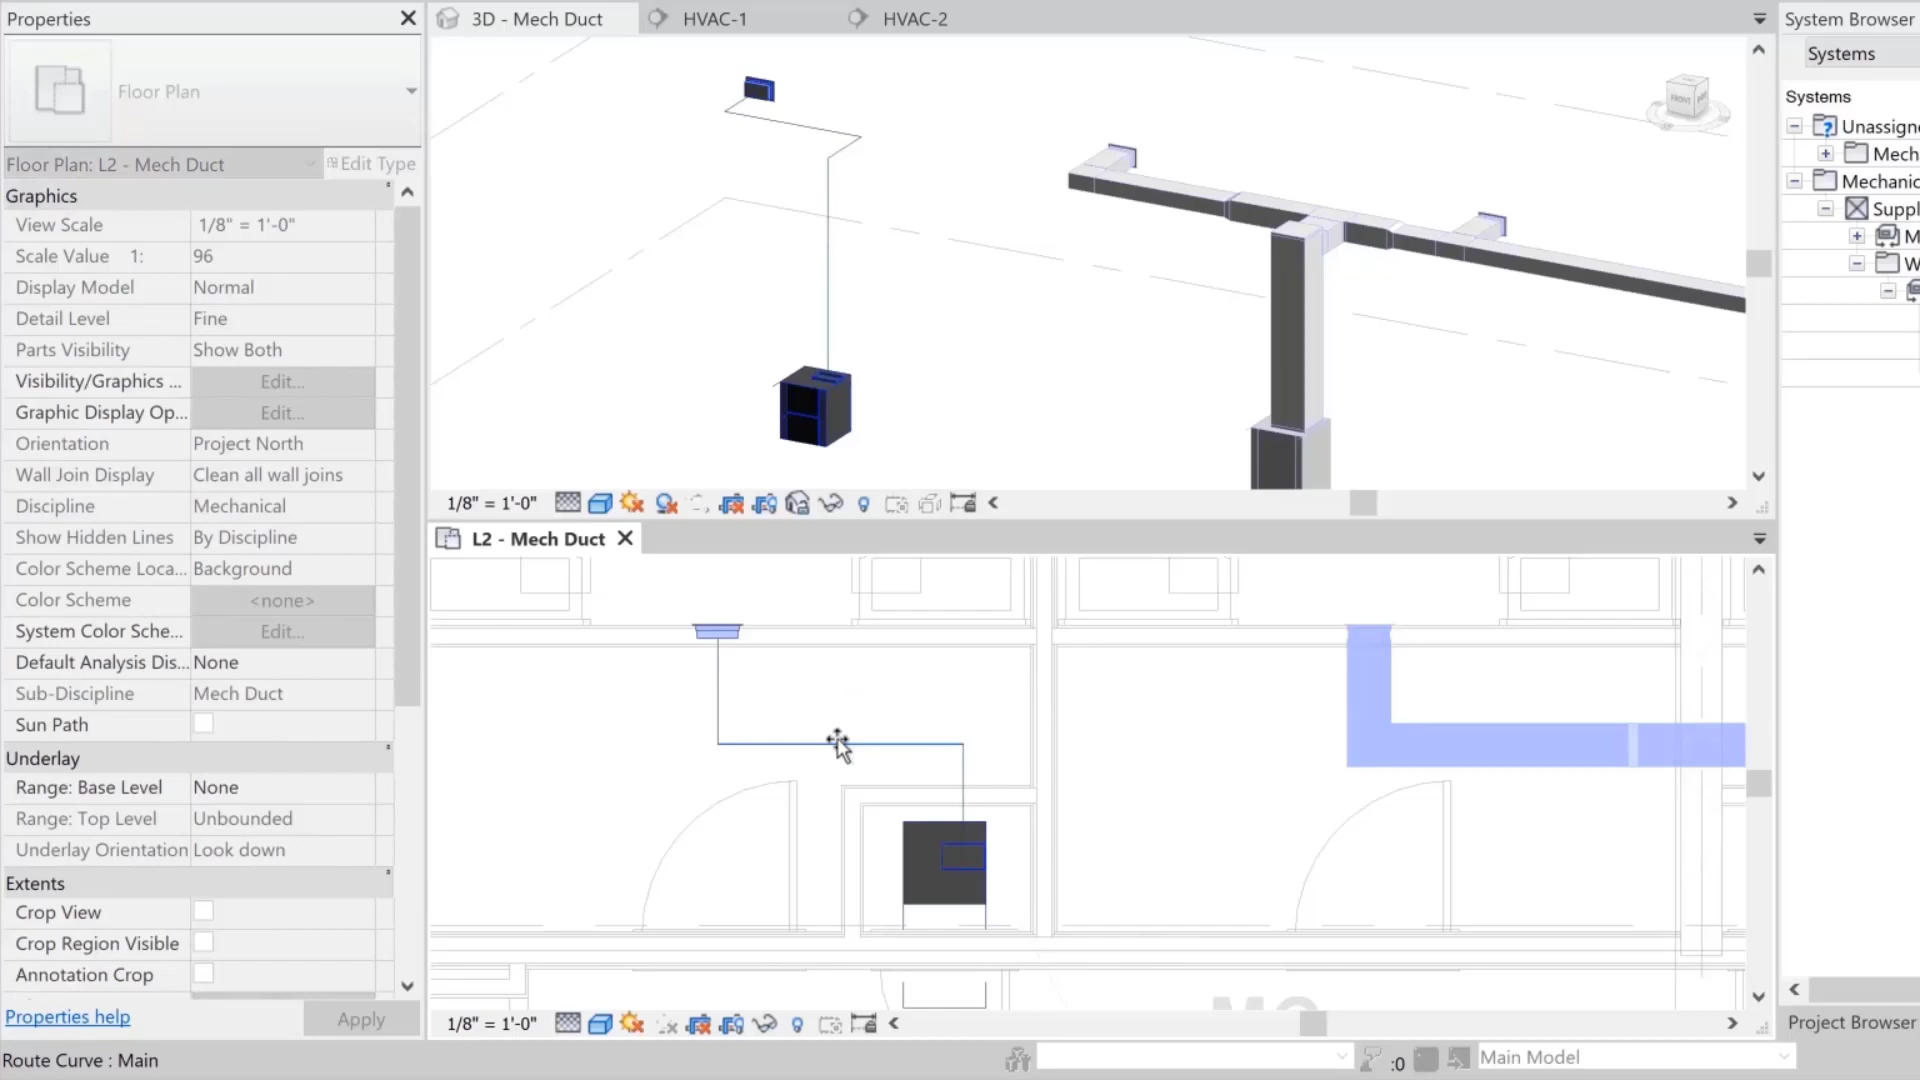 Properties
3D - Mech Duct
HVAC-1
HVAC-2
System Browser
Systems
Floor Plan
FRONT
Systems
Floor Plan: L2 - Mech Duct
Edit Type
Graphics
View Scale 1/8" = 1'-0"
Scale Value 1: 96
Display Model Normal
Detail Level Fine
Parts Visibility Show Both
Visibility/Graphics ... Edit...
Graphic Display Op... Edit...
Orientation Project North
Wall Join Display Clean all wall joins
Discipline Mechanical
Show Hidden Lines By Discipline
Color Scheme Loca... Background
Color Scheme <none>
System Color Sche... Edit...
Default Analysis Dis... None
Sub-Discipline Mech Duct
Sun Path
Underlay
Range: Base Level None
Range: Top Level Unbounded
Underlay Orientation Look down
Extents
Crop View
Crop Region Visible
Annotation Crop
Properties help
Apply
Unassigne
Mech
Mechanic
Suppl
M
W
1/8" = 1'-0"
L2 - Mech Duct
1/8" = 1'-0"
Project Browser
Route Curve : Main
:0
Main Model